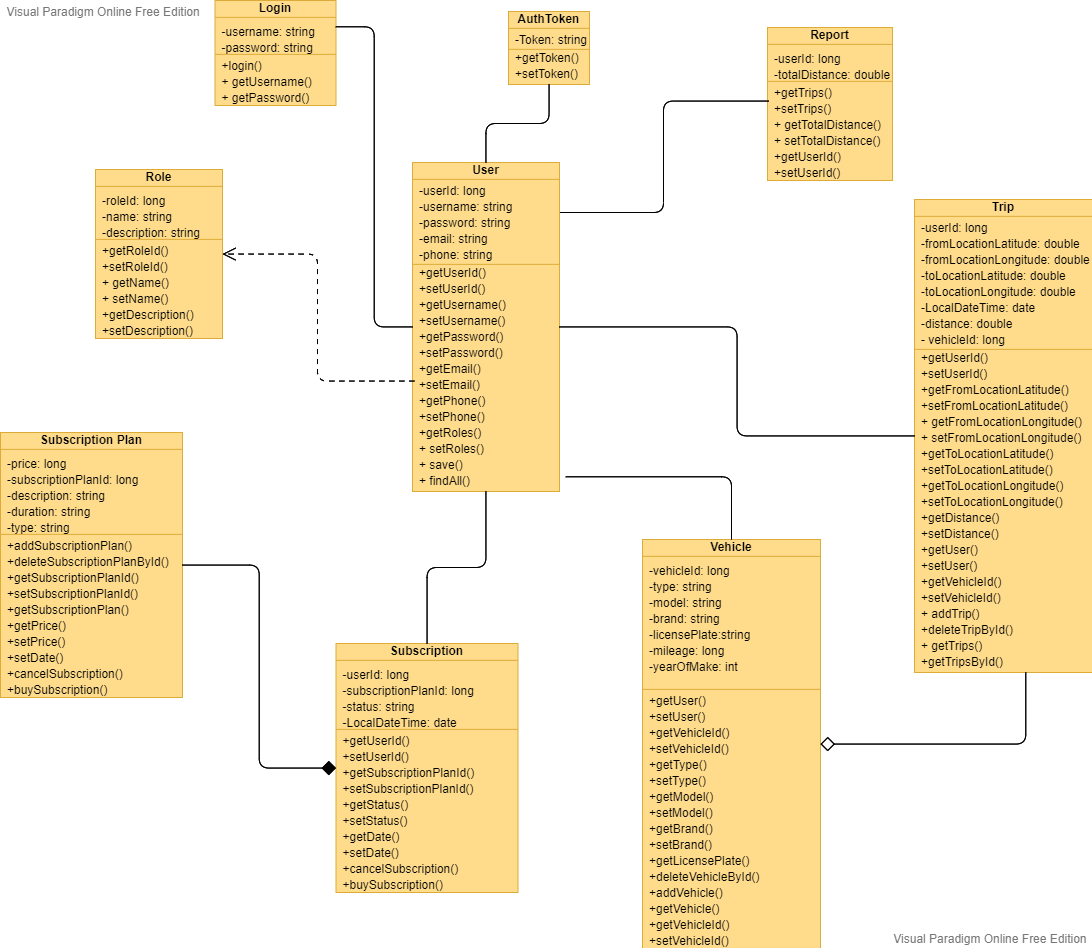 Visual Paradigm Online Free Edition
Login
-username: string
-password: string
+login()
+ getUsername()
+ getPassword()
AuthToken
-Token: string
+getToken()
+setToken()
Report
-userId: long
-totalDistance: double
+getTrips()
+setTrips()
+ getTotalDistance()
+ setTotalDistance()
+getUserId()
+setUserId()
Role
-roleId: long
-name: string
-description: string
+getRoleId()
+setRoleId()
+ getName()
+ setName()
+getDescription()
+setDescription()
User
-userId: long
-username: string
-password: string
-email: string
-phone: string
+getUserId()
+setUserId()
+getUsername()
+setUsername()
+getPassword()
+setPassword()
+getEmail()
+setEmail()
+getPhone()
+setPhone()
+getRoles()
+ setRoles()
+ save()
+ findAll()
Trip
-userId: long
-fromLocationLatitude: double
-fromLocationLongitude: double
-toLocationLatitude: double
-toLocationLongitude: double
-LocalDateTime: date
-distance: double
- vehicleId: long
+getUserId()
+setUserId()
+getFromLocationLatitude()
+setFromLocationLatitude()
+ getFromLocationLongitude()
+ setFromLocationLongitude()
+getToLocationLatitude()
+setToLocationLatitude()
+getToLocationLongitude()
+setToLocationLongitude()
+getDistance()
+setDistance()
+getUser()
+setUser()
+getVehicleId()
+setVehicleId()
+ addTrip()
+deleteTripById()
+ getTrips()
+getTripsById()
Subscription Plan
-price: long
-subscriptionPlanId: long
-description: string
-duration: string
-type: string
+addSubscriptionPlan()
+deleteSubscriptionPlanById()
+getSubscriptionPlanId()
+setSubscriptionPlanId()
+getSubscriptionPlan()
+getPrice()
+setPrice()
+setDate()
+cancelSubscription()
+buySubscription()
Subscription
-userId: long
-subscriptionPlanId: long
-status: string
-LocalDateTime: date
+getUserId()
+setUserId()
+getSubscriptionPlanId()
+setSubscriptionPlanId()
+getStatus()
+setStatus()
+getDate()
+setDate()
+cancelSubscription()
+buySubscription()
Vehicle
-vehicleId: long
-type: string
-model: string
-brand: string
-licensePlate:string
-mileage: long
-yearOfMake: int
+getUser()
+setUser()
+getVehicleId()
+setVehicleId()
+getType()
+setType()
+getModel()
+setModel()
+getBrand()
+setBrand()
+getLicensePlate()
+deleteVehicleById()
+addVehicle()
+getVehicle()
+getVehicleId()
+setVehicleId()
Visual Paradigm Online Free Edition